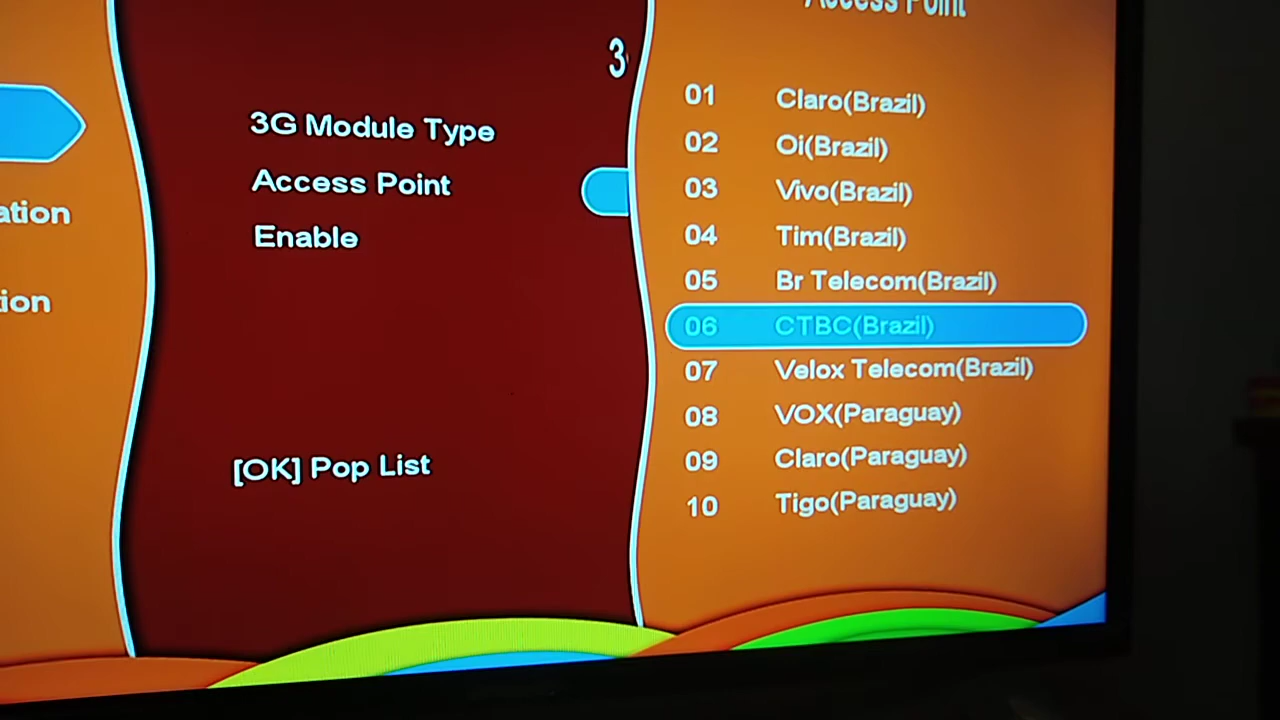 Access Point
3
3G Module Type
Access Point
Enable
[OK] Pop List
01 Claro(Brazil)
02 Oi(Brazil)
03 Vivo(Brazil)
04 Tim(Brazil)
05 Br Telecom(Brazil)
06 CTBC(Brazil)
07 Velox Telecom(Brazil)
08 VOX(Paraguay)
09 Claro(Paraguay)
10 Tigo(Paraguay)